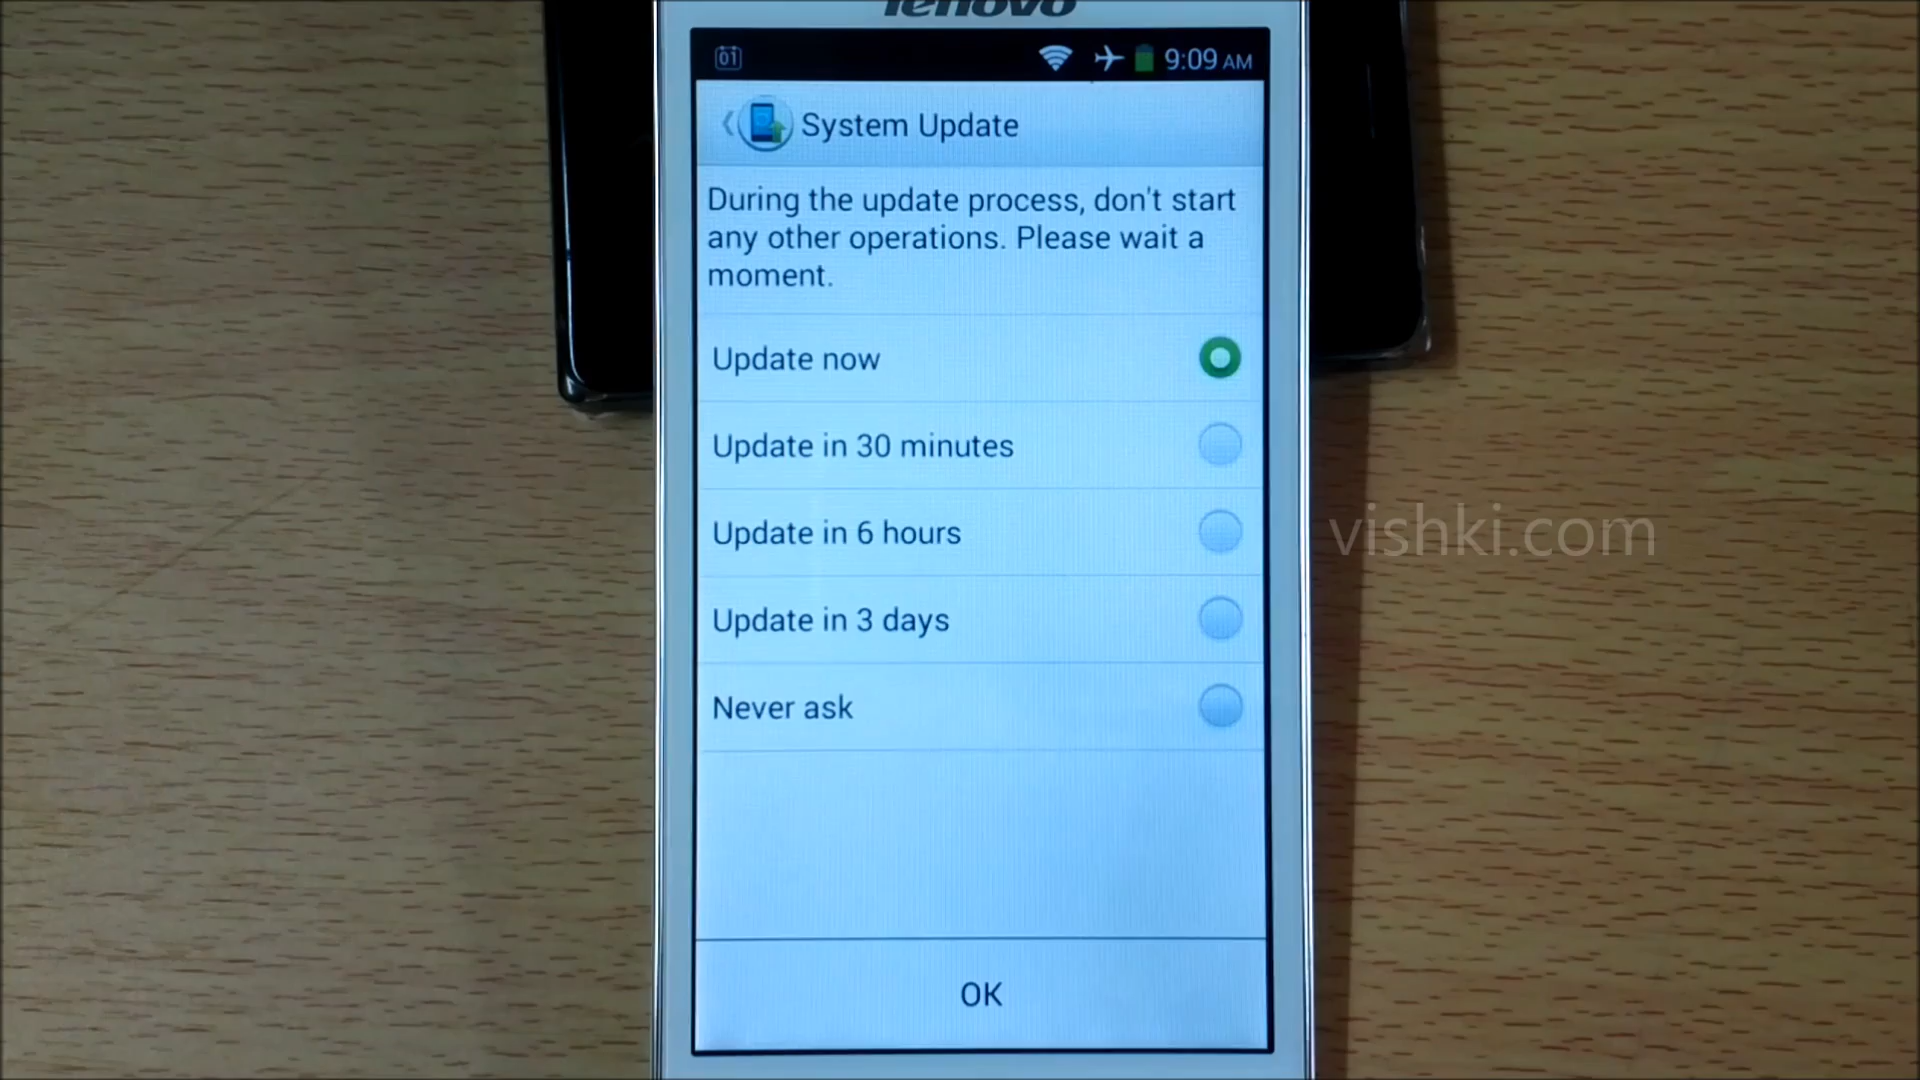 lenovo
01
9:09 AM
System Update
During the update process, don't start
any other operations. Please wait a
moment.
Update now
Update in 30 minutes
Update in 6 hours
vishki.com
Update in 3 days
Never ask
OK